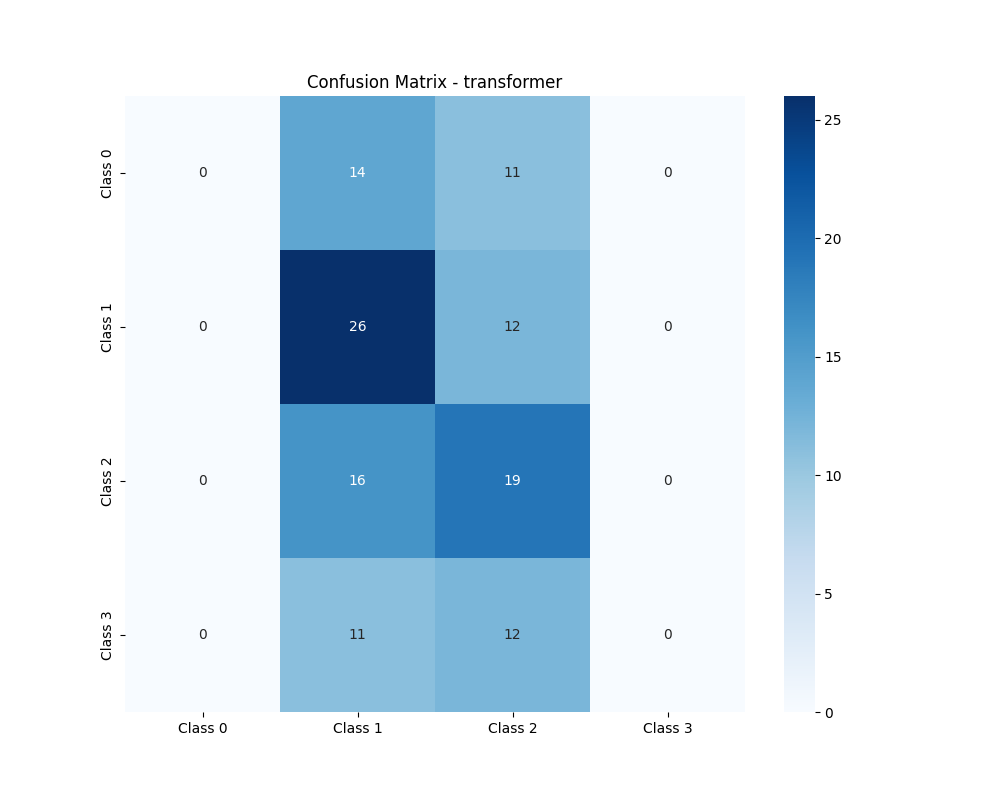 Confusion Matrix - transformer
Class 0
0 14 11 0
Class 1
0 26 12 0
Class 2
0 16 19 0
Class 3
0 11 12 0
Class 0 Class 1 Class 2 Class 3
25
20
15
10
5
0